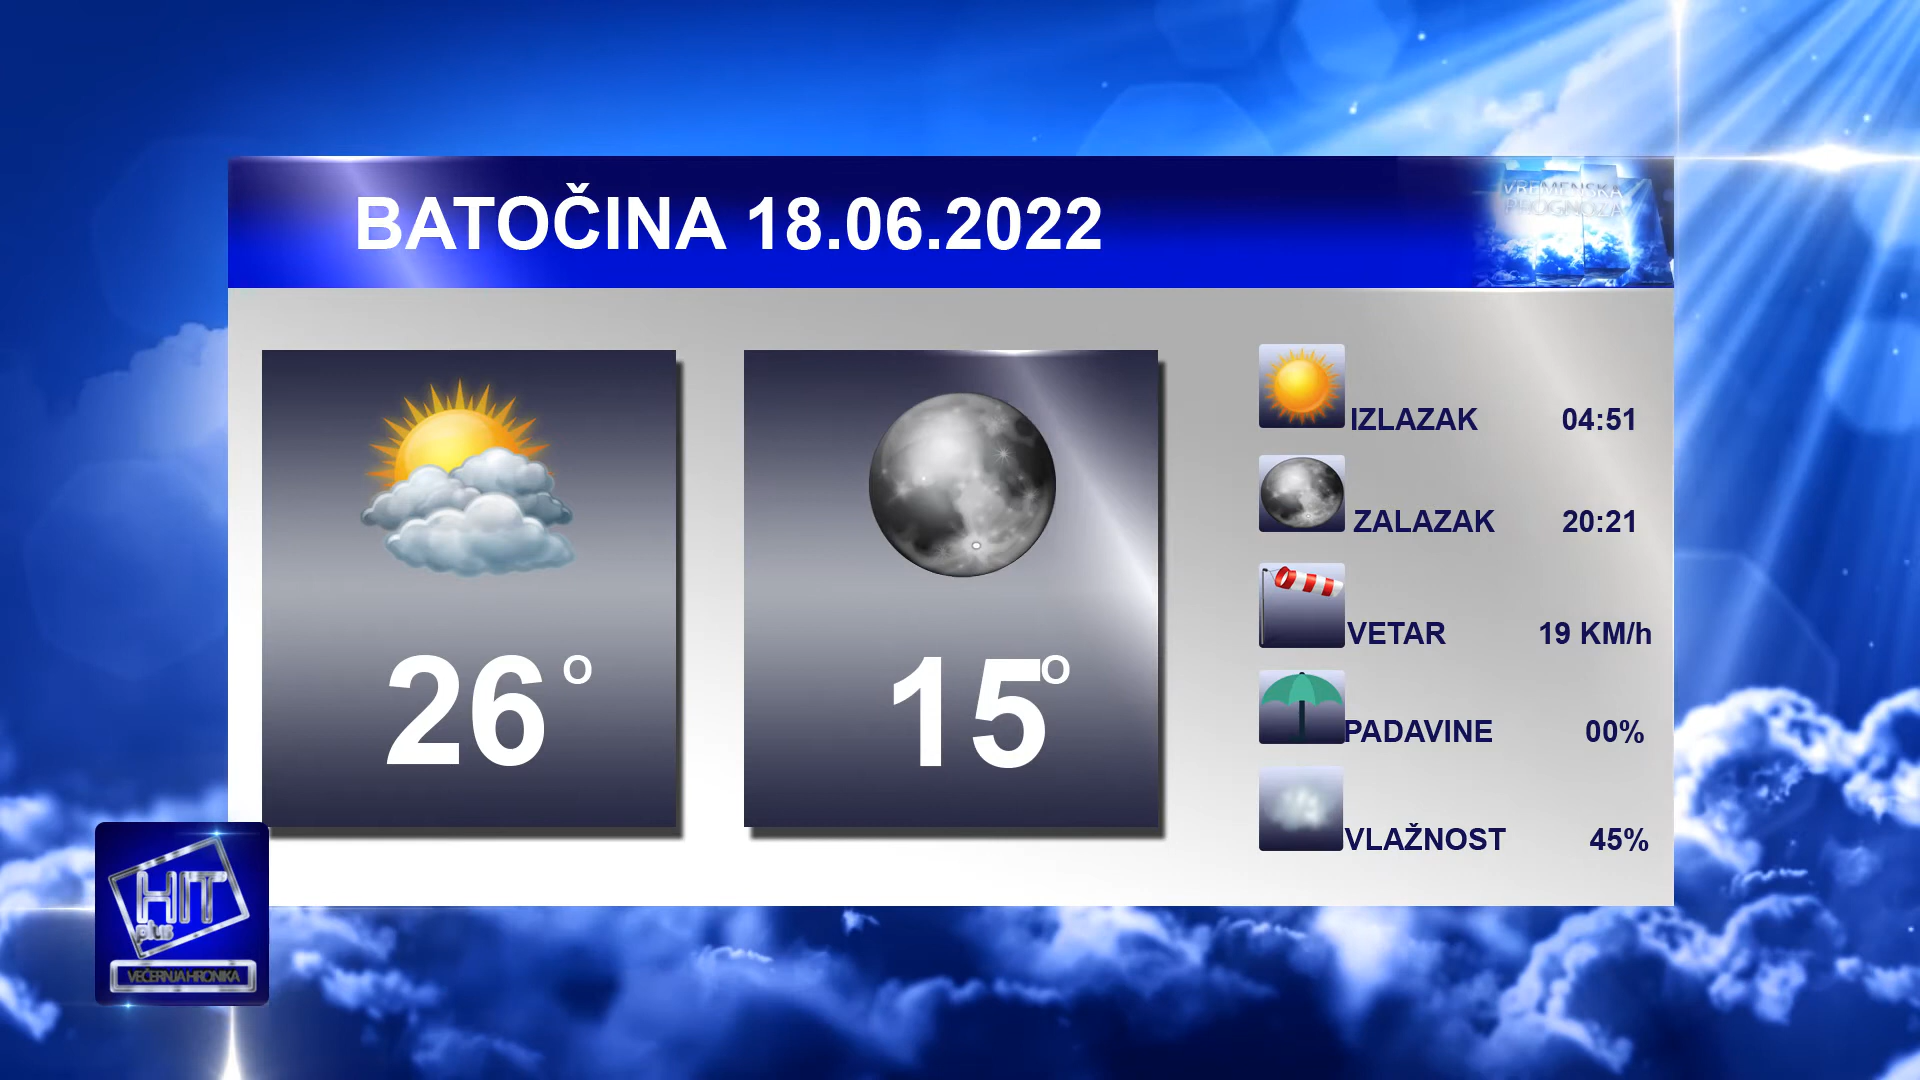 BATOČINA 18.06.2022
VREMENSKA
PROGNOZA
26°
15°
IZLAZAK 04:51
ZALAZAK 20:21
VETAR 19 KM/h
PADAVINE 00%
VLAŽNOST 45%
HIT
plus
VEČERNJA HRONIKA